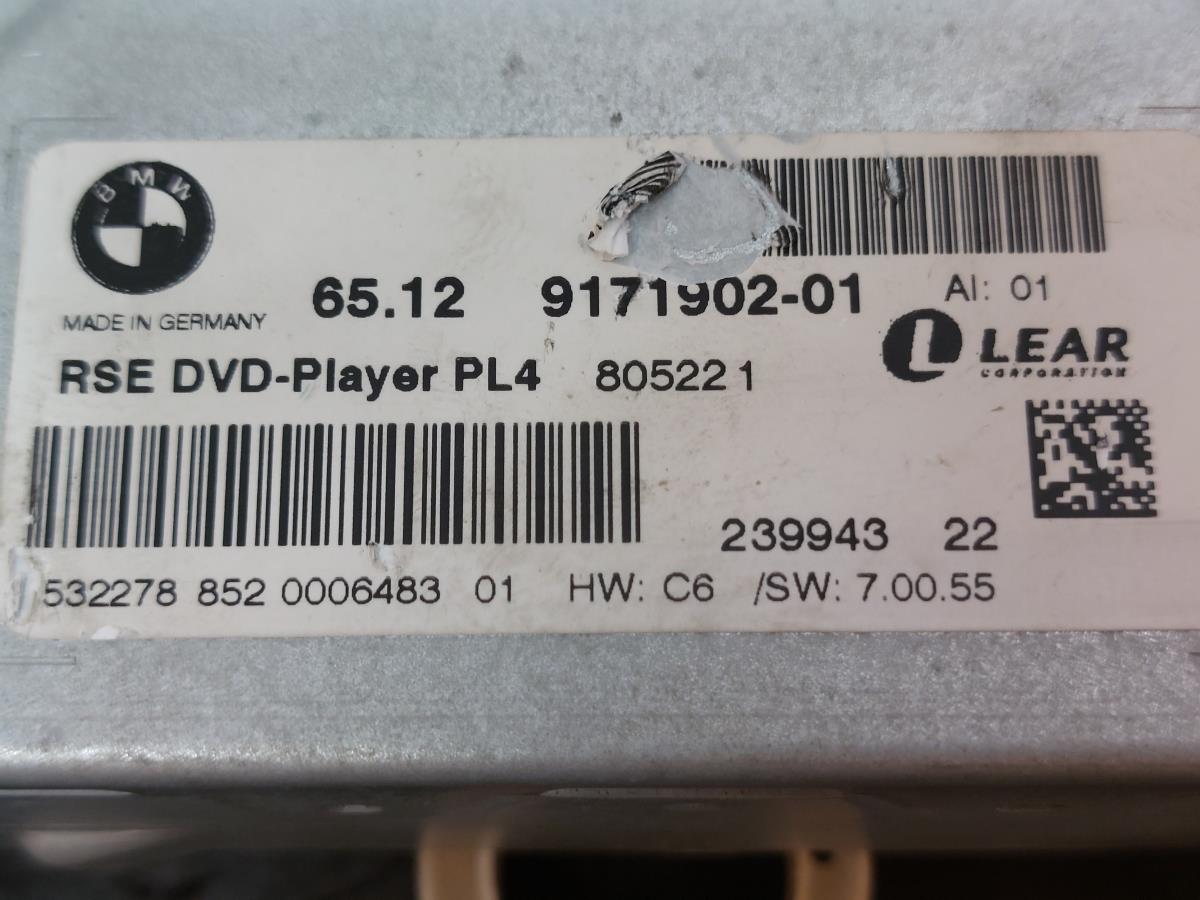 BMW
65.12 9171902-01 AI: 01
MADE IN GERMANY
LEAR
CORPORATION
RSE DVD-Player PL4 805221
239943 22
532278 852 0006483 01 HW: C6 /SW: 7.00.55